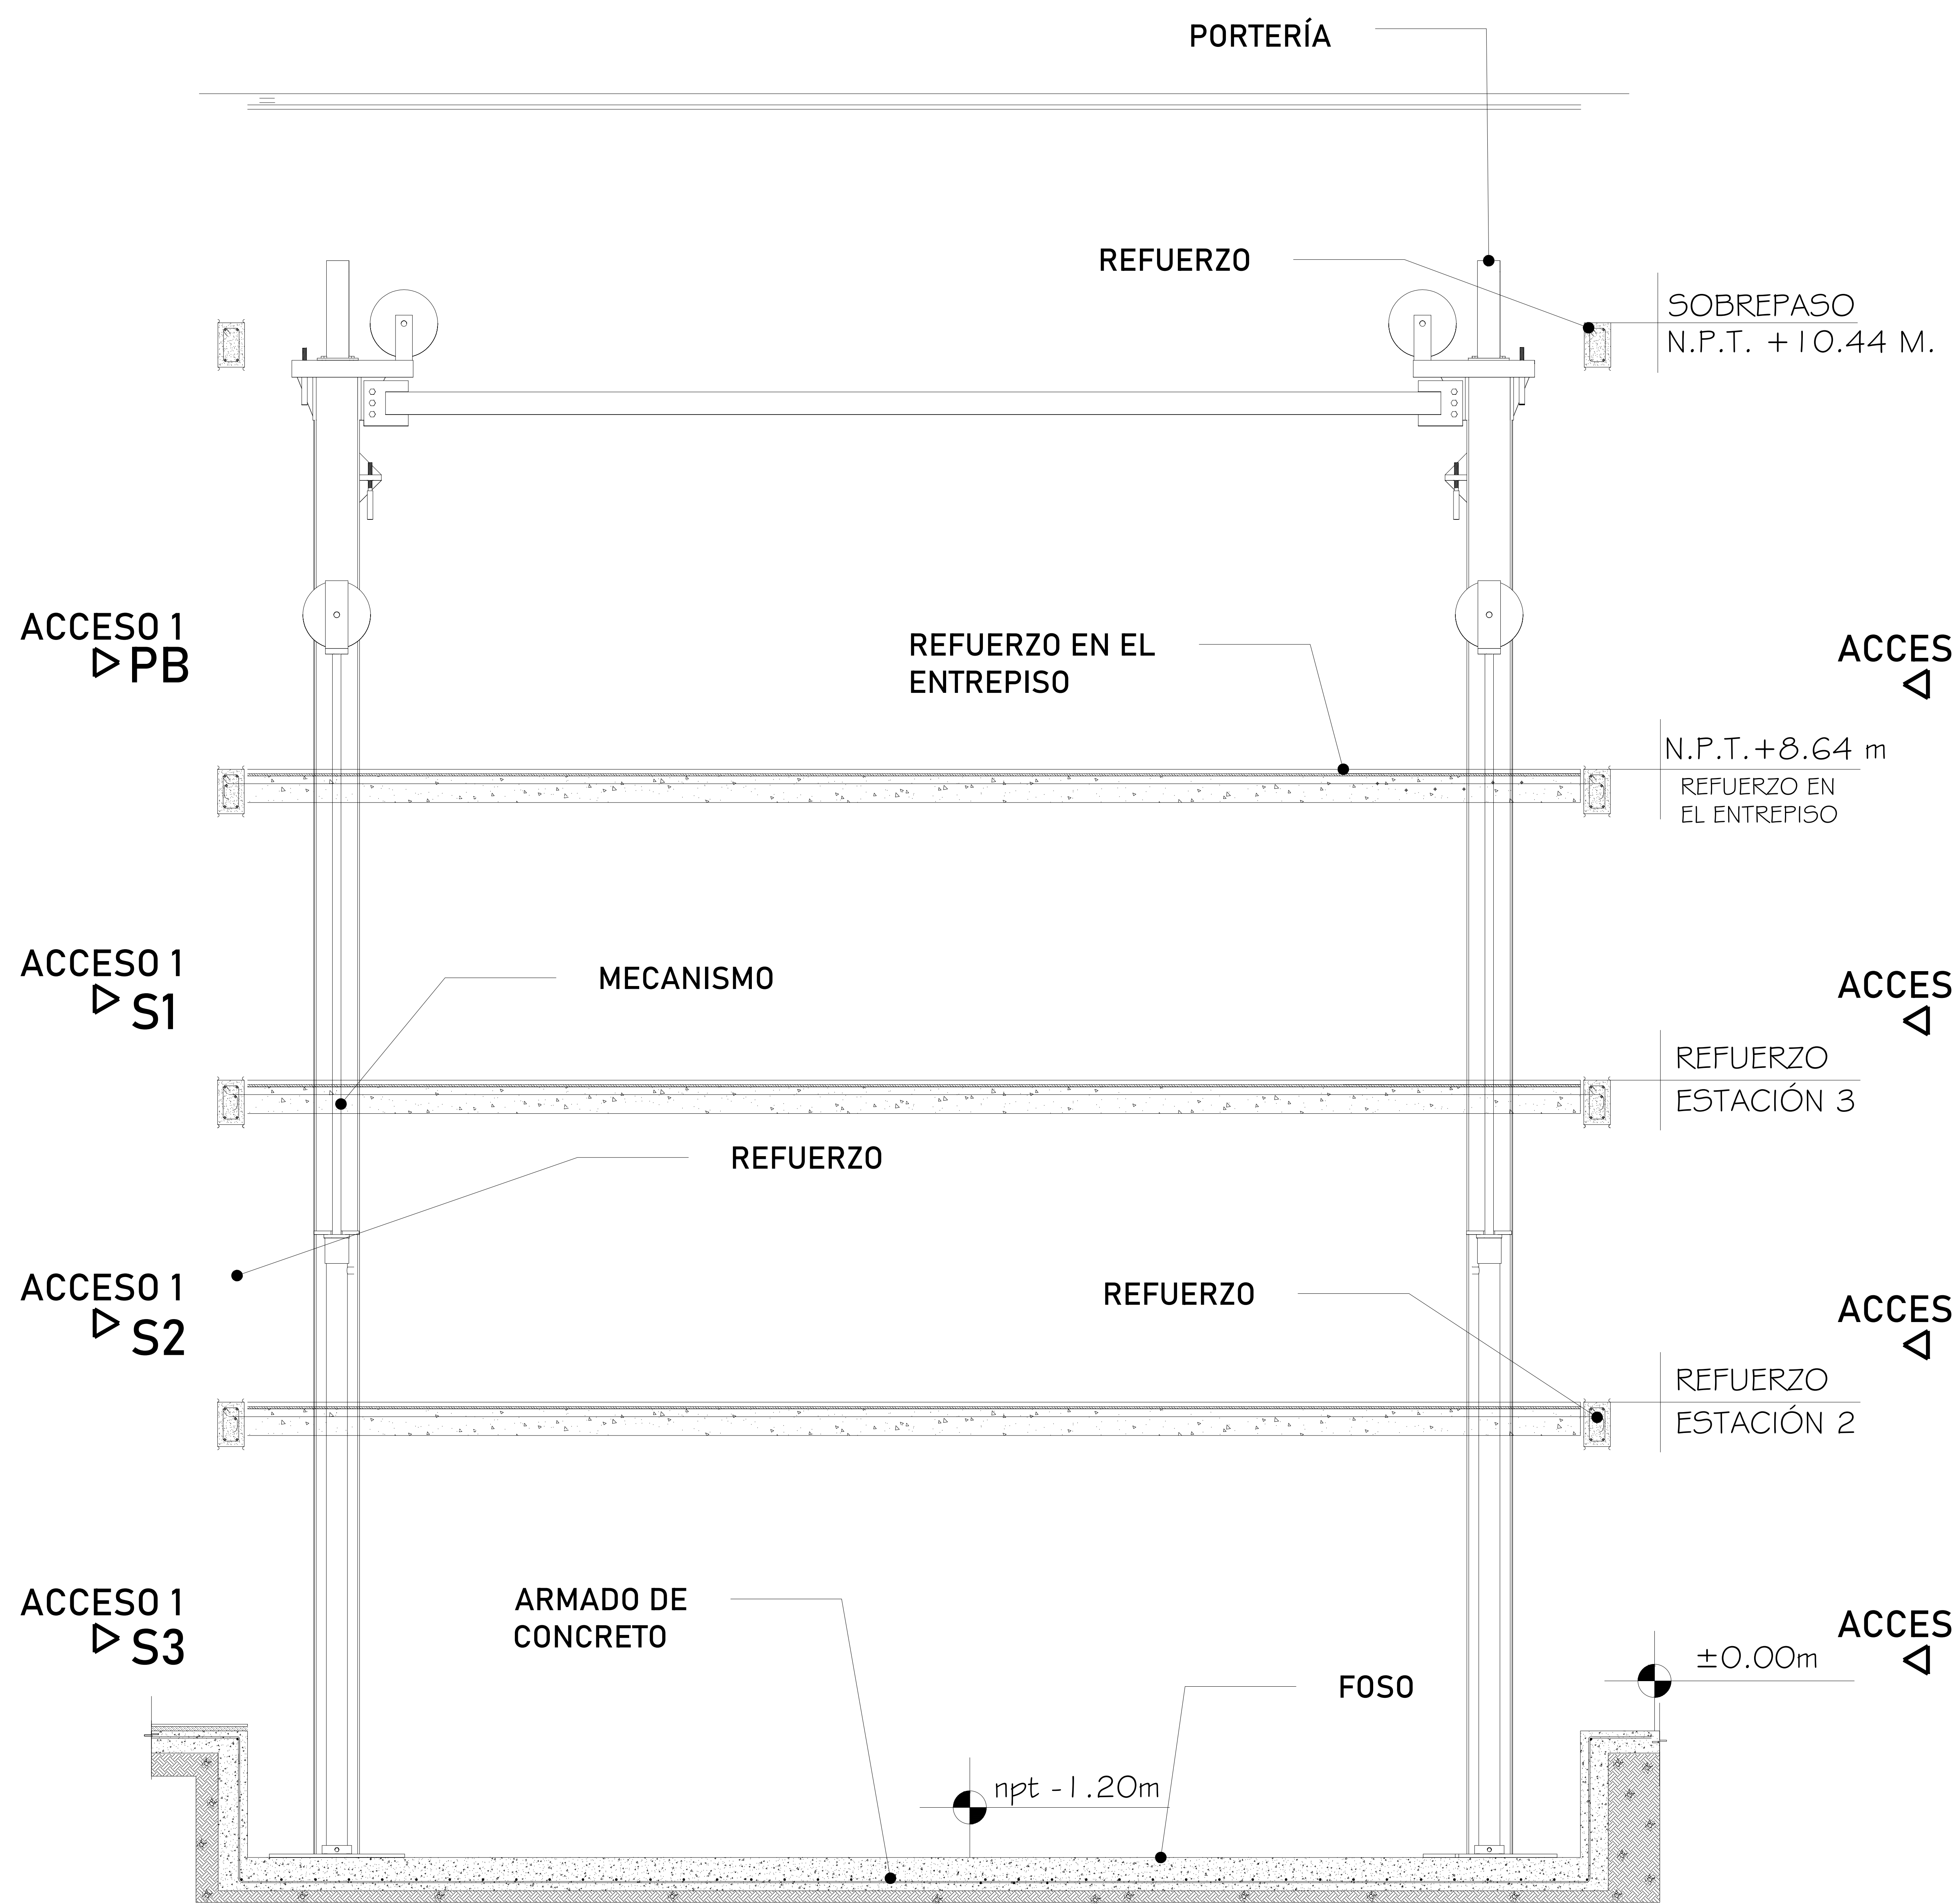 PORTERÍA
REFUERZO
SOBREPASO
N.P.T. +10.44 M.
ACCESO 1
PB
REFUERZO EN EL
ENTREPISO
ACCES
N.P.T.+8.64 m
REFUERZO EN
EL ENTREPISO
ACCESO 1
S1
MECANISMO
ACCES
REFUERZO
ESTACIÓN 3
REFUERZO
ACCESO 1
S2
REFUERZO
ACCES
REFUERZO
ESTACIÓN 2
ACCESO 1
S3
ARMADO DE
CONCRETO
ACCES
±0.00m
FOSO
npt -1.20m